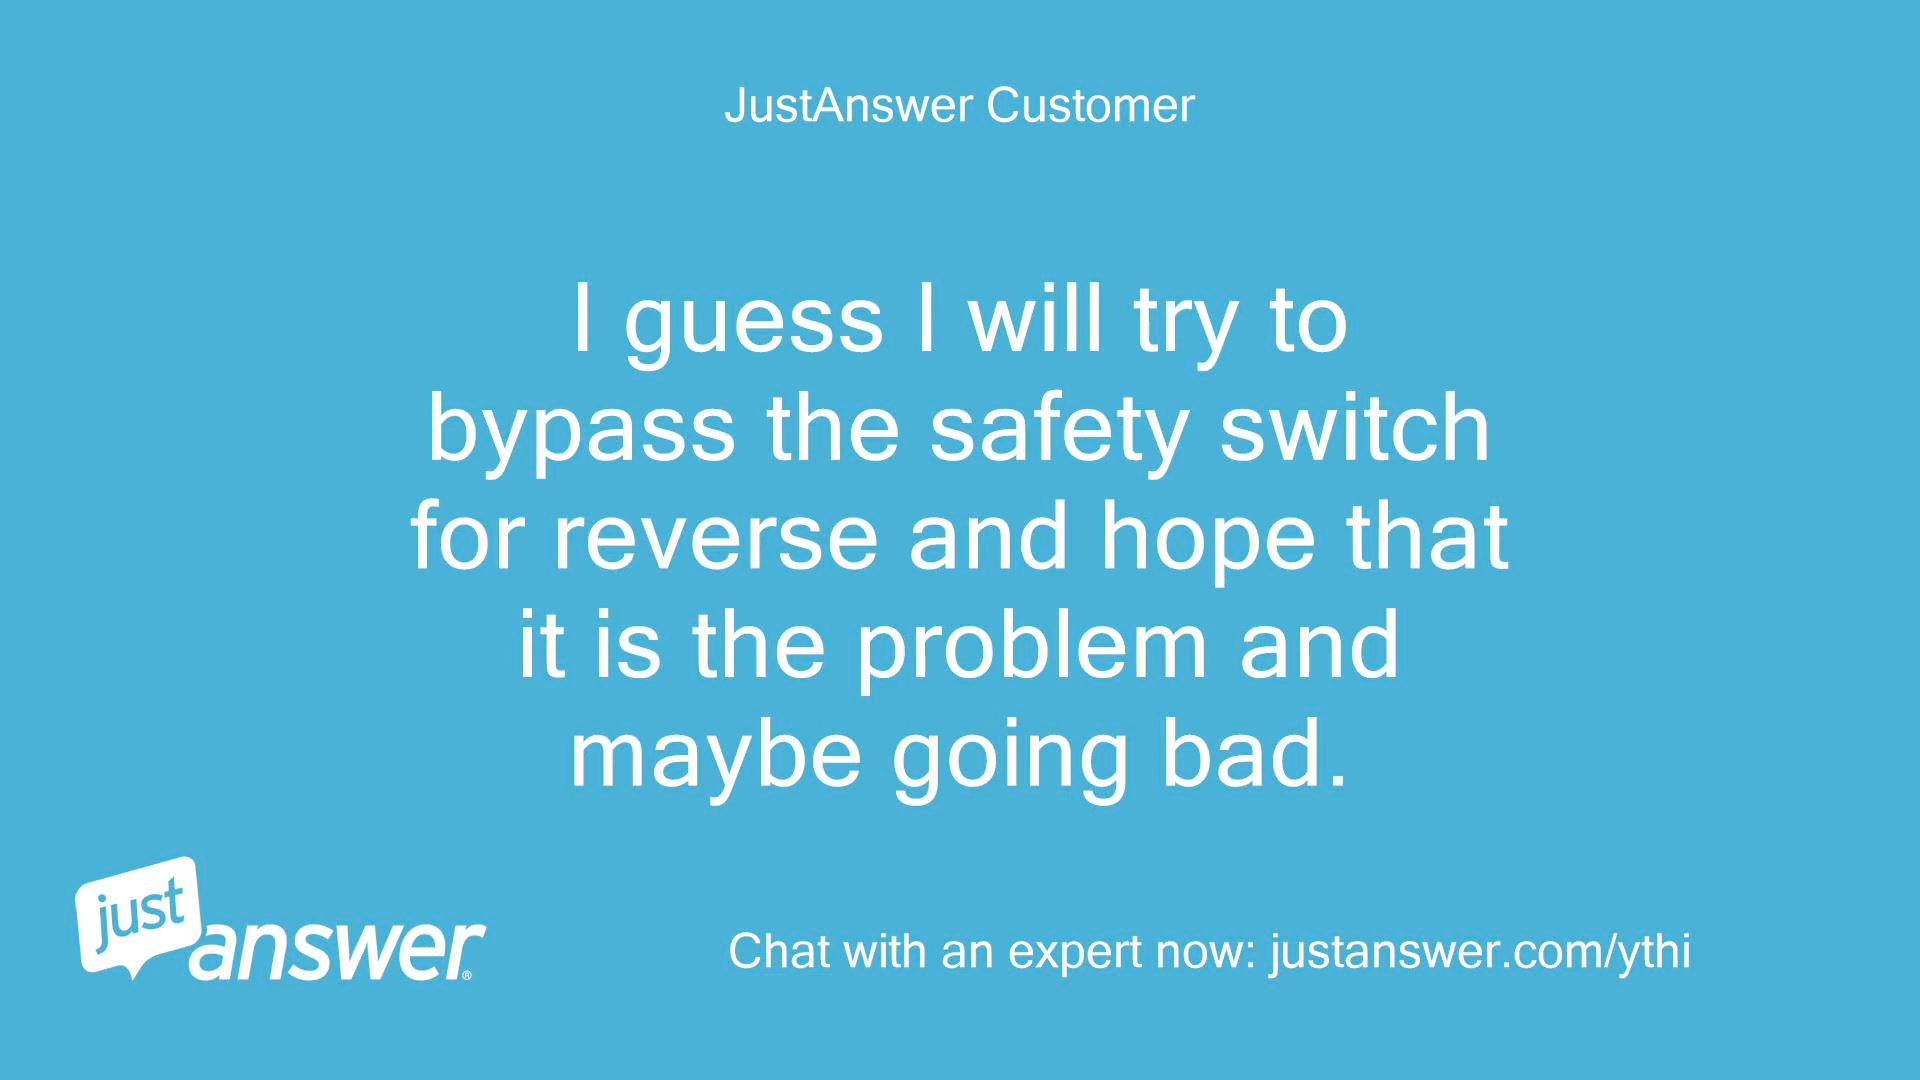 JustAnswer Customer
I guess I will try to
bypass the safety switch
for reverse and hope that
it is the problem and
maybe going bad.
just
answer®
Chat with an expert now: justanswer.com/ythi